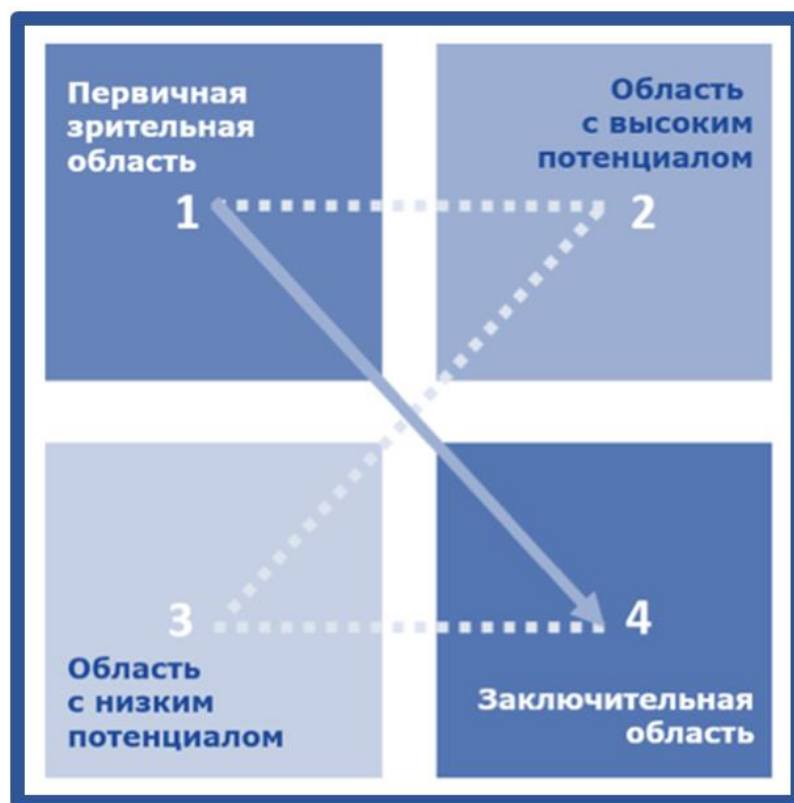 Первичная
зрительная
область
1
Область
с высоким
потенциалом
2
3
Область
с низким
потенциалом
4
Заключительная
область